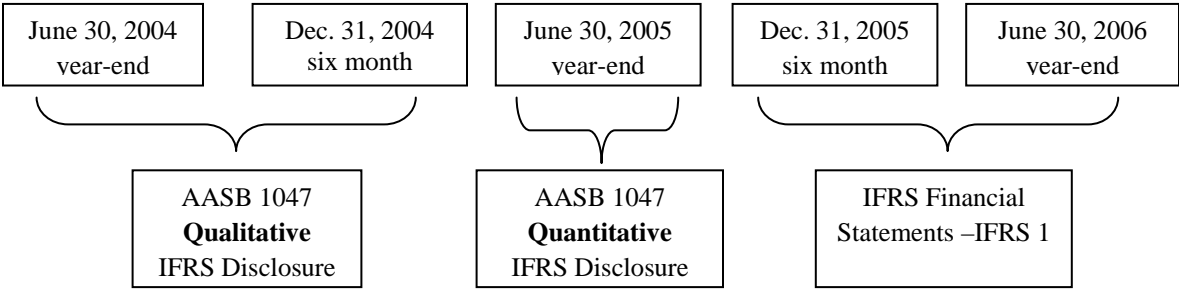 June 30, 2004
year-end
Dec. 31, 2004
six month
June 30, 2005
year-end
Dec. 31, 2005
six month
June 30, 2006
year-end
AASB 1047
Qualitative
IFRS Disclosure
AASB 1047
Quantitative
IFRS Disclosure
IFRS Financial
Statements –IFRS 1